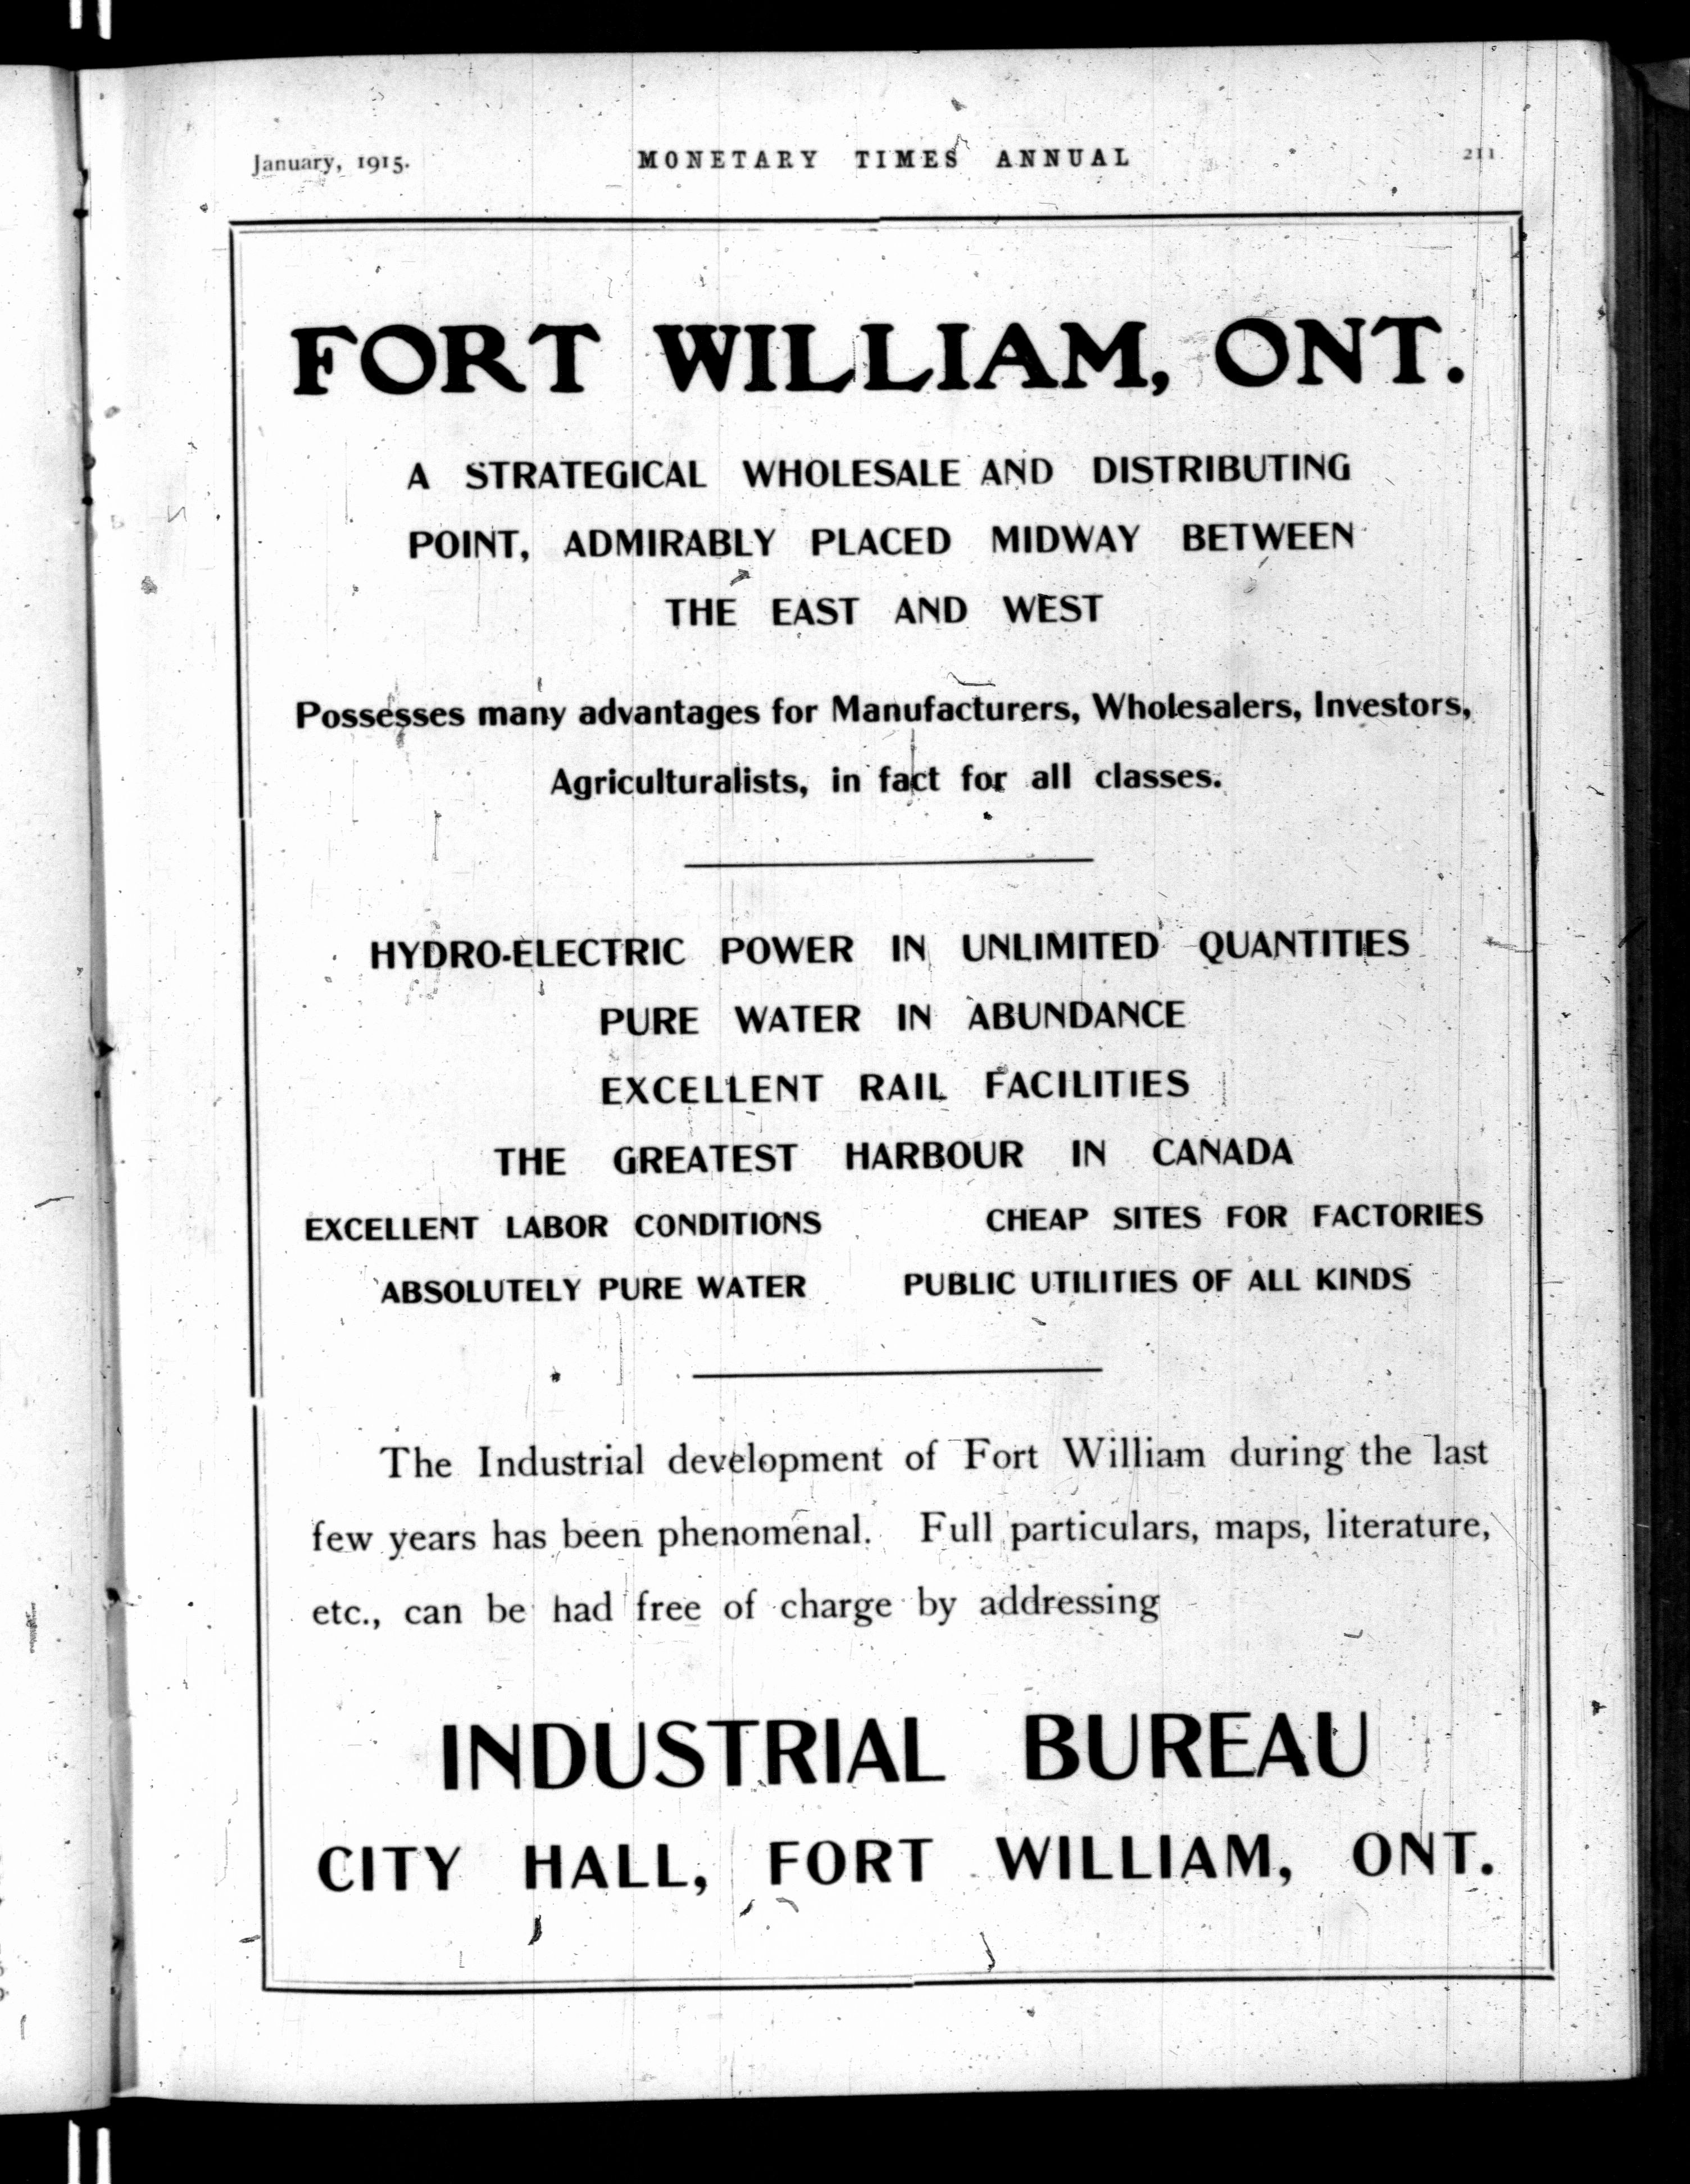 January, 1915.
MONETARY TIMES ANNUAL
211
FORT WILLIAM, ONT.
A STRATEGICAL WHOLESALE AND DISTRIBUTING
POINT, ADMIRABLY PLACED MIDWAY BETWEEN
THE EAST AND WEST
Possesses many advantages for Manufacturers, Wholesalers, Investors,
Agriculturalists, in fact for all classes.
HYDRO-ELECTRIC POWER IN UNLIMITED QUANTITIES
PURE WATER IN ABUNDANCE
EXCELLENT RAIL FACILITIES
THE GREATEST HARBOUR IN CANADA
EXCELLENT LABOR CONDITIONS
CHEAP SITES FOR FACTORIES
ABSOLUTELY PURE WATER
PUBLIC UTILITIES OF ALL KINDS
The Industrial development of Fort William during the last
few years has been phenomenal. Full particulars, maps, literature,
etc., can be had free of charge by addressing
INDUSTRIAL BUREAU
CITY HALL, FORT WILLIAM, ONT.